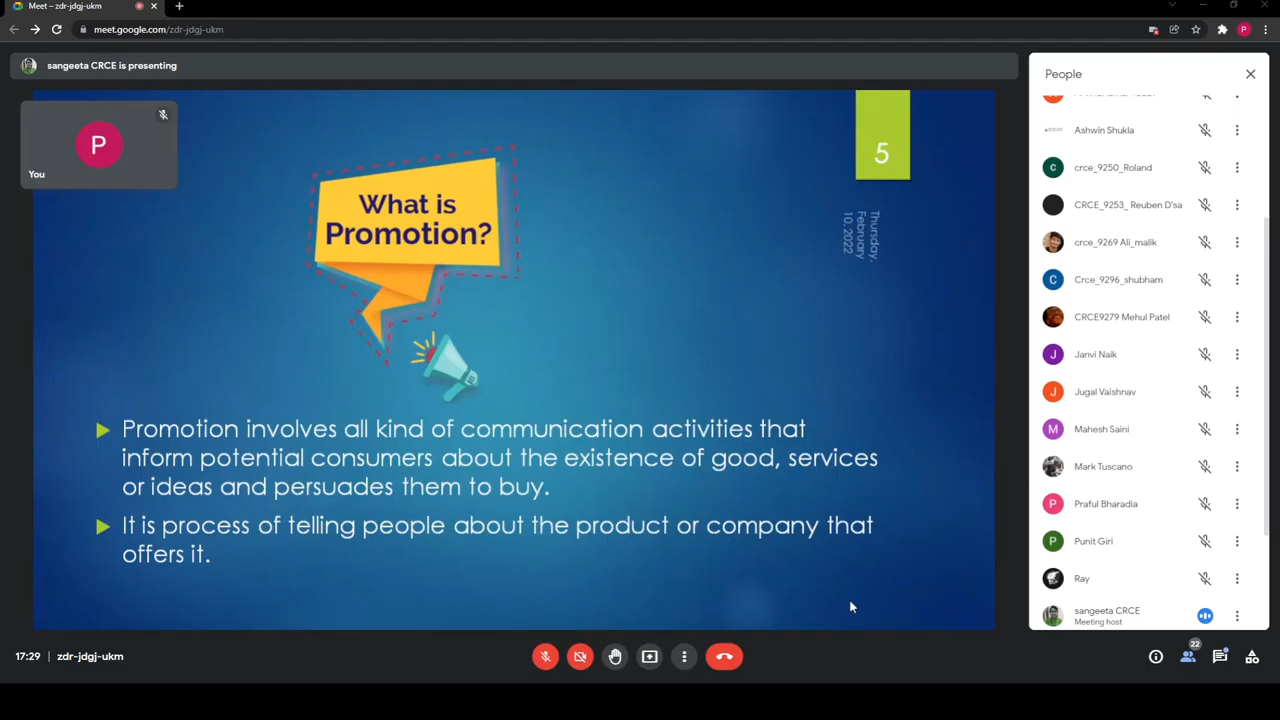 Meet – zdr-jdgj-ukm
meet.google.com/zdr-jdgj-ukm
P
sangeeta CRCE is presenting
P
You
What is
Promotion?
5
Thursday,
February
10, 2022
Promotion involves all kind of communication activities that
inform potential consumers about the existence of good, services
or ideas and persuades them to buy.
It is process of telling people about the product or company that
offers it.
People
Ashwin Shukla
c crce_9250_Roland
CRCE_9253_ Reuben D'sa
crce_9269 Ali_malik
C Crce_9296_shubham
CRCE9279 Mehul Patel
J Janvi Naik
J Jugal Vaishnav
M Mahesh Saini
Mark Tuscano
P Praful Bharadia
P Punit Giri
Ray
sangeeta CRCE
Meeting host
17:29 | zdr-jdgj-ukm
22